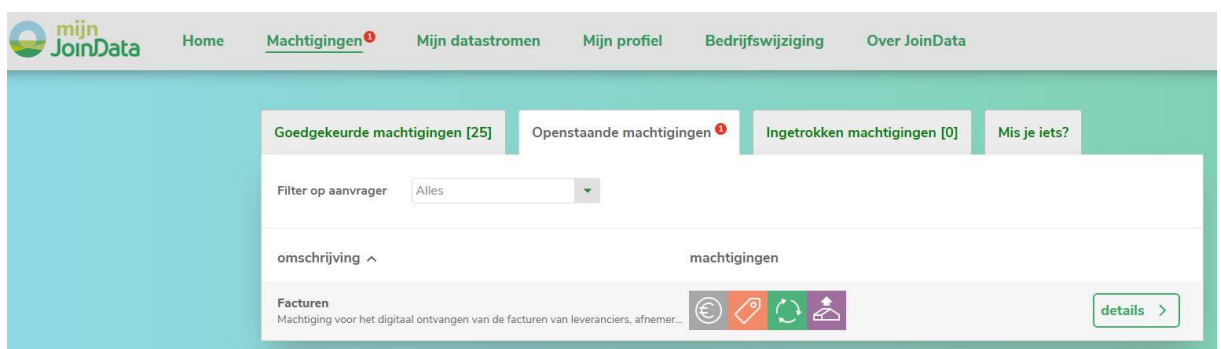 mijn
JoinData
Home
Machtigingen 1
Mijn datastromen
Mijn profiel
Bedrijfswijziging
Over JoinData
Goedgekeurde machtigingen [25]
Openstaande machtigingen 1
Ingetrokken machtigingen [0]
Mis je iets?
Filter op aanvrager
Alles
omschrijving
machtigingen
Facturen
Machtiging voor het digitaal ontvangen van de facturen van leveranciers, afnemer...
€
details >